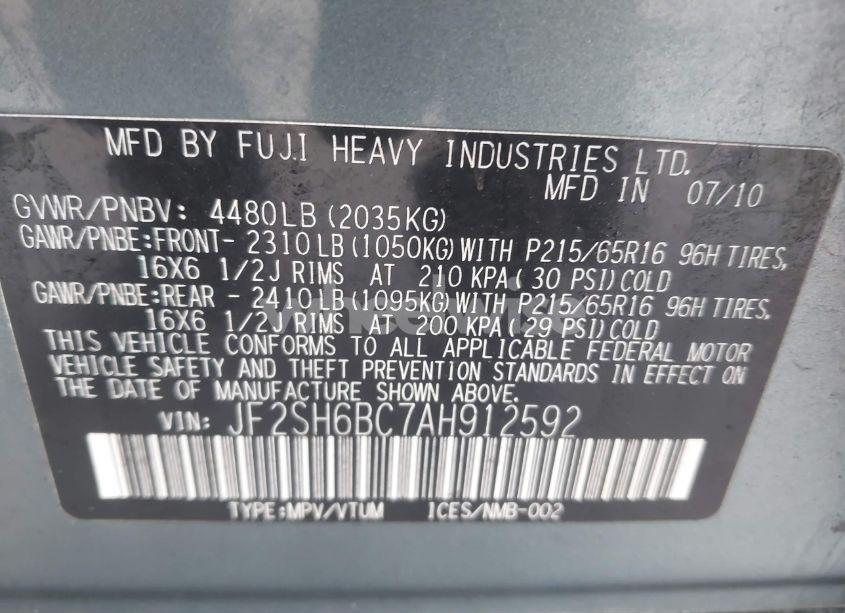 MFD BY FUJI HEAVY INDUSTRIES LTD.
MFD IN 07/10
GVWR/PNBV: 4480LB (2035KG)
GAWR/PNBE:FRONT- 2310LB (1050KG) WITH P215/65R16 96H TIRES,
16X6 1/2J RIMS AT 210 KPA( 30 PSI) COLD
GAWR/PNBE:REAR - 2410LB (1095KG) WITH P215/65R16 96H TIRES,
16X6 1/2J RIMS AT 200 KPA( 29 PSI) COLD
THIS VEHICLE CONFORMS TO ALL APPLICABLE FEDERAL MOTOR
VEHICLE SAFETY AND THEFT PREVENTION STANDARDS IN EFFECT ON
THE DATE OF MANUFACTURE SHOWN ABOVE.
VIN: JF2SH6BC7AH912592
TYPE:MPV/VTUM ICES/NMB-002